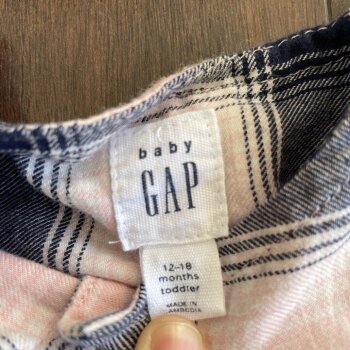 baby
GAP
12-18
months
toddler
MADE IN
CAMBODIA